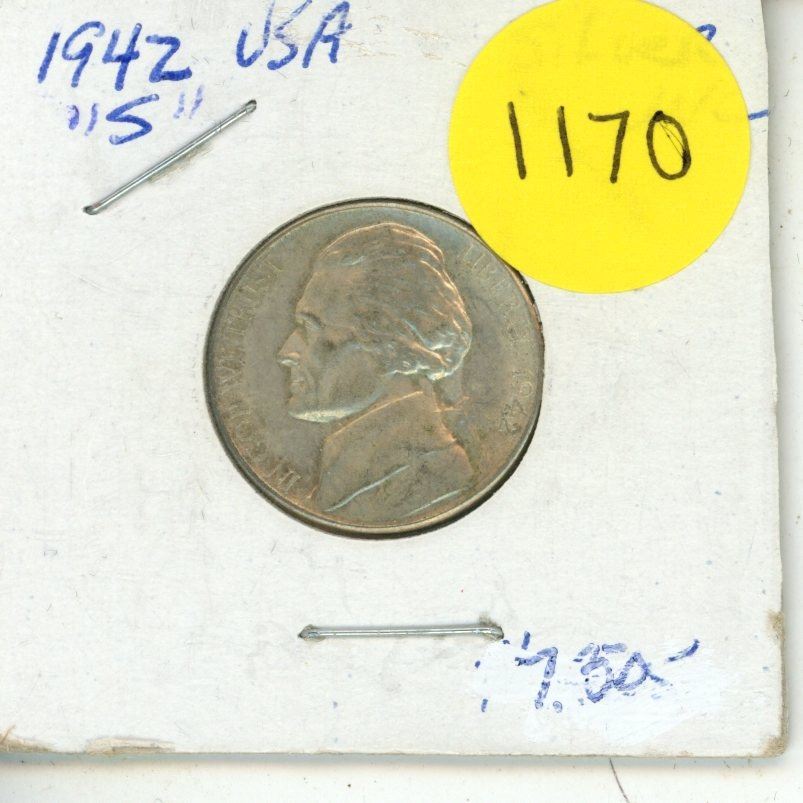 1942 USA
"S"
1170
IN GOD WE TRUST
LIBERTY 1942
7.50